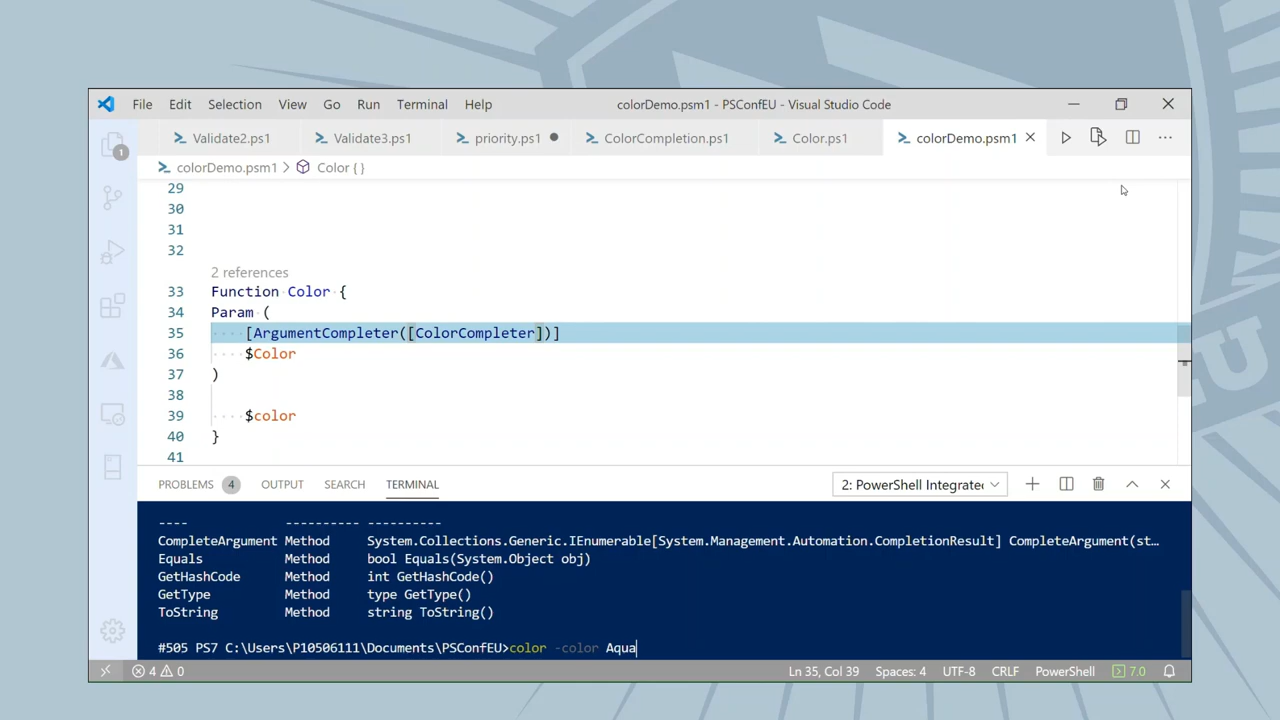 File Edit Selection View Go Run Terminal Help colorDemo.psm1 - PSConfEU - Visual Studio Code
1
Validate2.ps1 Validate3.ps1 priority.ps1 ColorCompletion.ps1 Color.ps1 colorDemo.psm1
colorDemo.psm1 > Color { }
29
30
31
32
2 references
33 Function Color {
34 Param (
35 [ArgumentCompleter([ColorCompleter])]
36 $Color
37 )
38
39 $color
40 }
41
PROBLEMS 4 OUTPUT SEARCH TERMINAL 2: PowerShell Integrate
---- ---------- ----------
CompleteArgument Method System.Collections.Generic.IEnumerable[System.Management.Automation.CompletionResult] CompleteArgument(st…
Equals Method bool Equals(System.Object obj)
GetHashCode Method int GetHashCode()
GetType Method type GetType()
ToString Method string ToString()
#505 PS7 C:\Users\P10506111\Documents\PSConfEU>color -color Aqua
4 0 Ln 35, Col 39 Spaces: 4 UTF-8 CRLF PowerShell 7.0